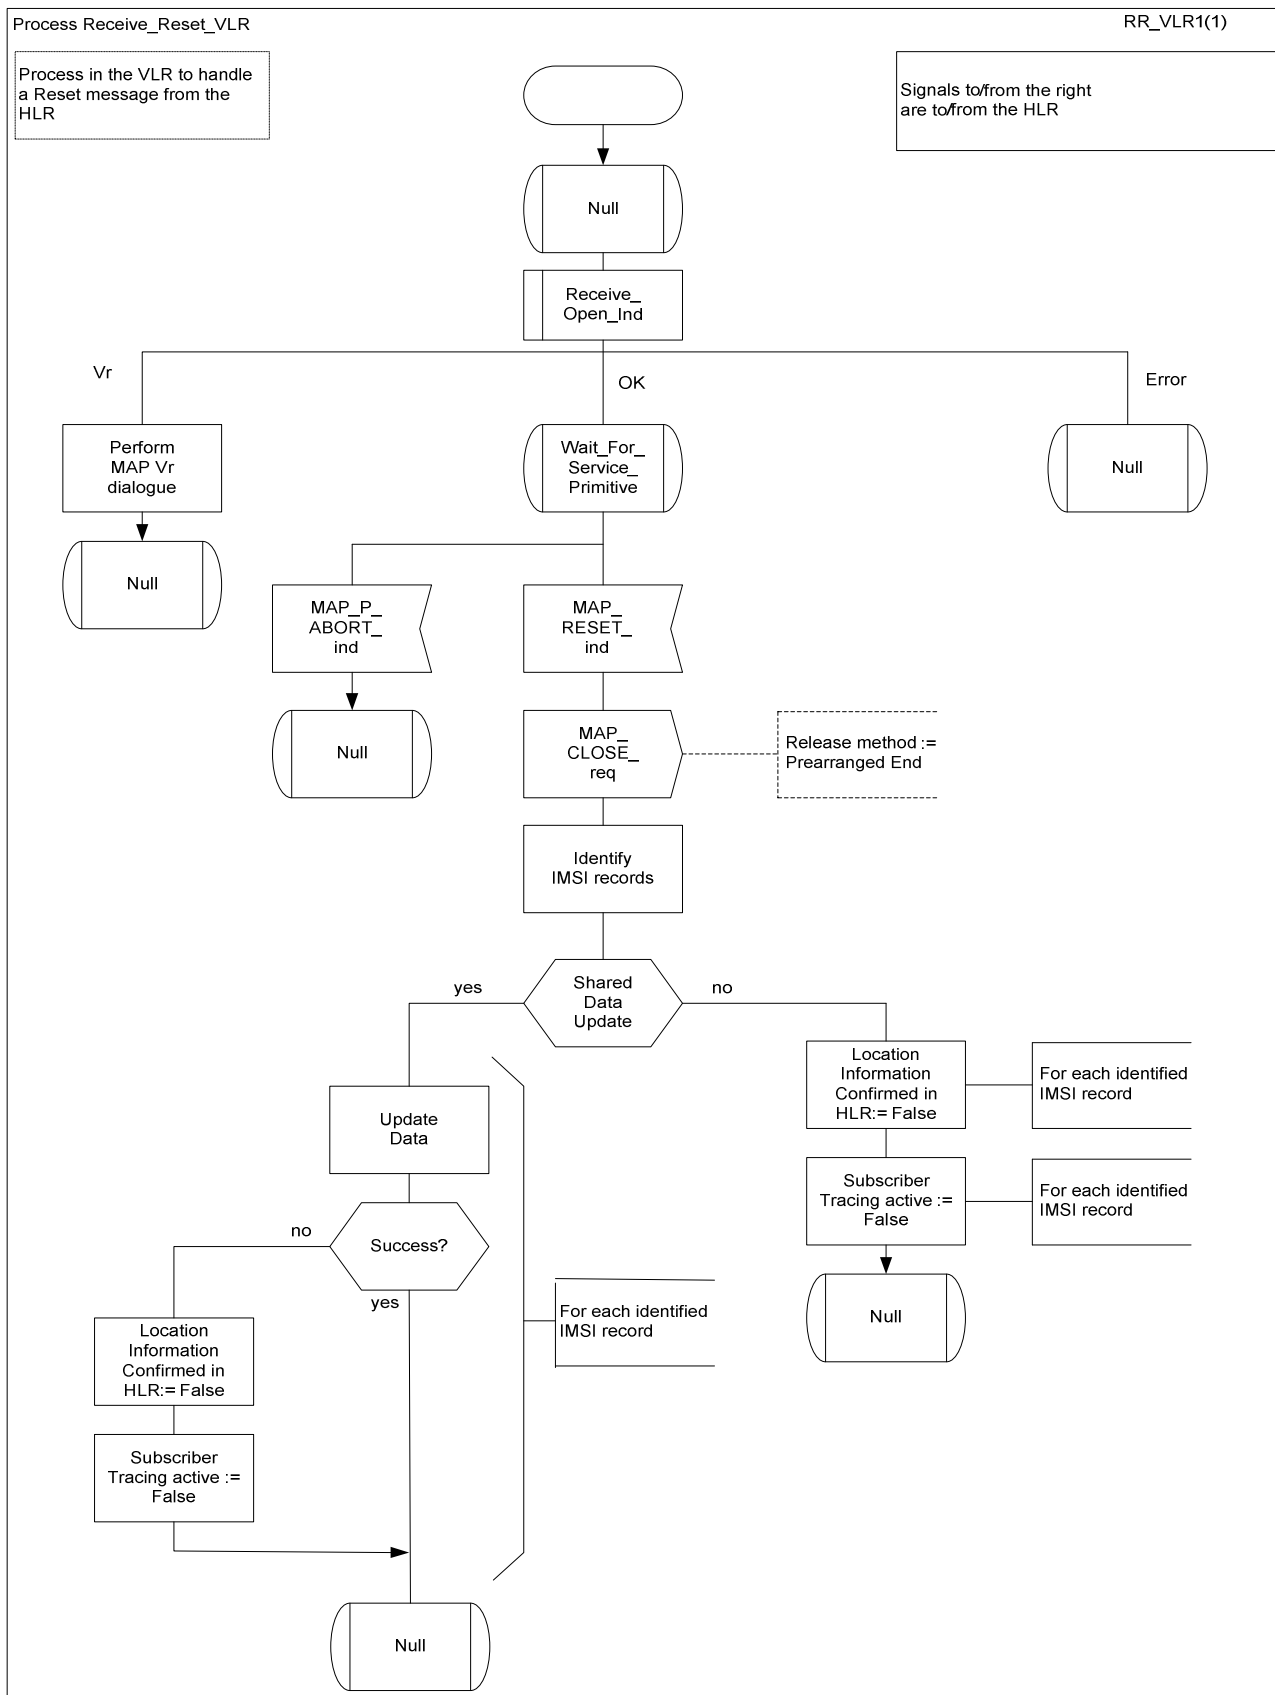 Process Receive_Reset_VLR
RR_VLR1(1)
Process in the VLR to handle
a Reset message from the
HLR
Signals to/from the right
are to/from the HLR
Null
Receive_
Open_Ind
Vr
OK
Error
Perform
MAP Vr
dialogue
Wait_For_
Service_
Primitive
Null
Null
MAP_P_
ABORT_
ind
MAP_
RESET_
ind
Null
MAP_
CLOSE_
req
Release method :=
Prearranged End
Identify
IMSI records
yes
Shared
Data
Update
no
Location
Information
Confirmed in
HLR:= False
For each identified
IMSI record
Update
Data
Subscriber
Tracing active :=
False
For each identified
IMSI record
no
Success?
yes
Null
For each identified
IMSI record
Location
Information
Confirmed in
HLR:= False
Subscriber
Tracing active :=
False
Null